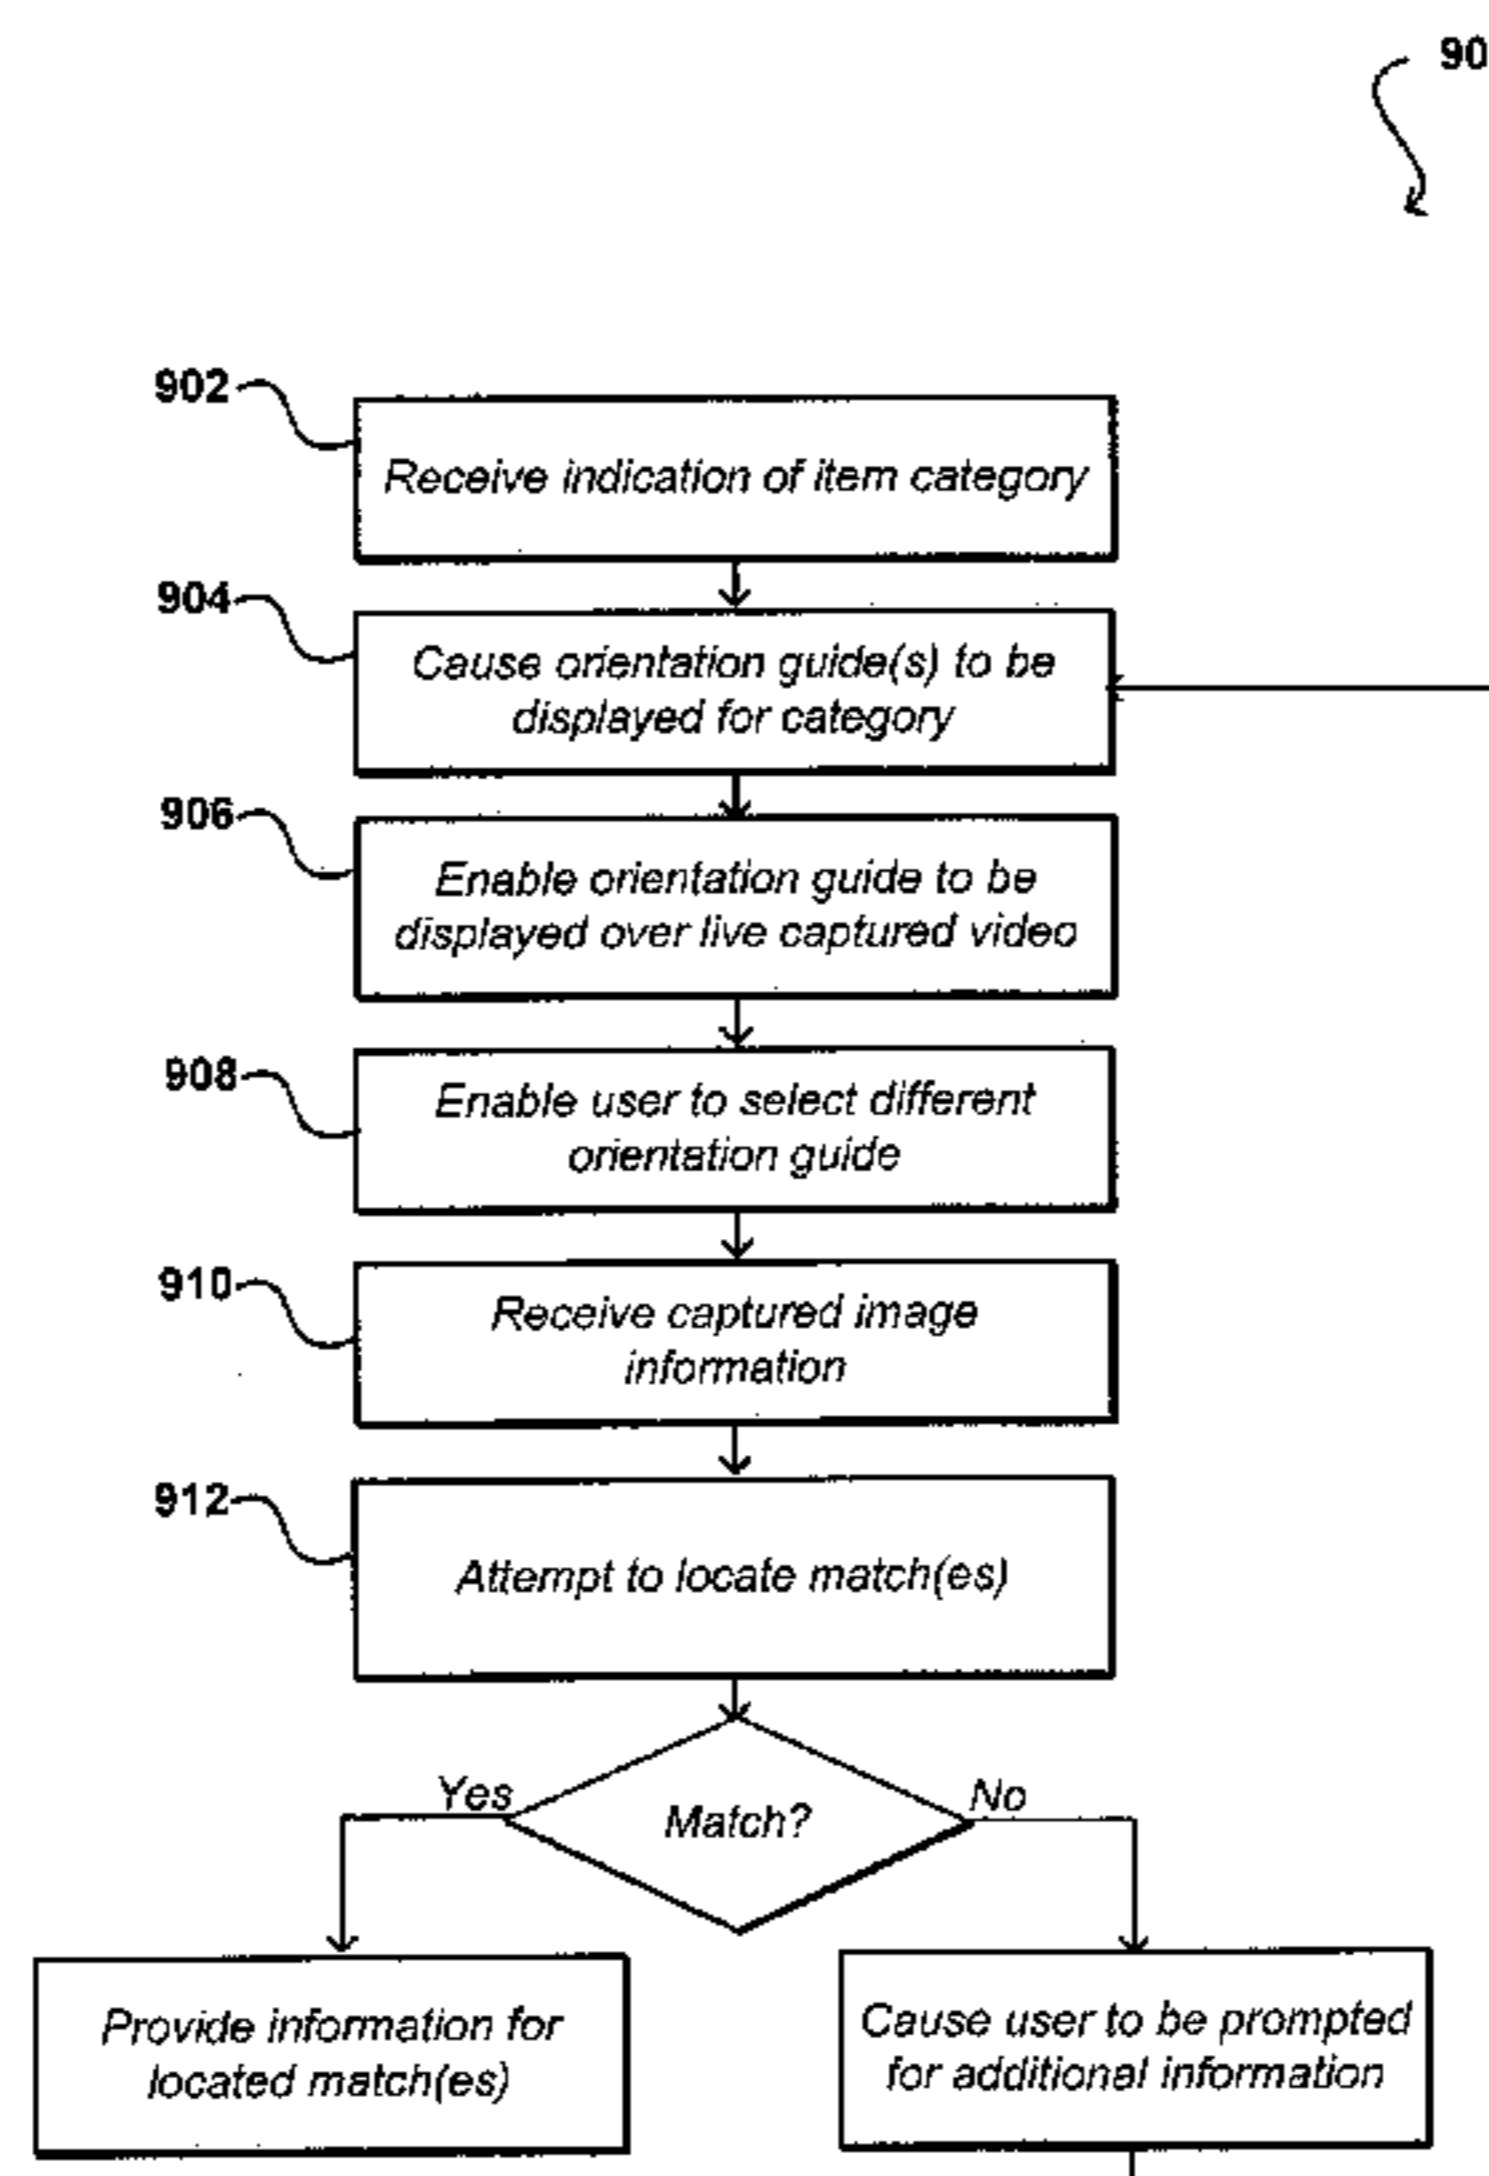 90
902
Receive indication of item category
904
Cause orientation guide(s) to be
displayed for category
906
Enable orientation guide to be
displayed over live captured video
908
Enable user to select different
orientation guide
910
Receive captured image
information
912
Attempt to locate match(es)
Yes
Match?
No
Provide information for
located match(es)
Cause user to be prompted
for additional information